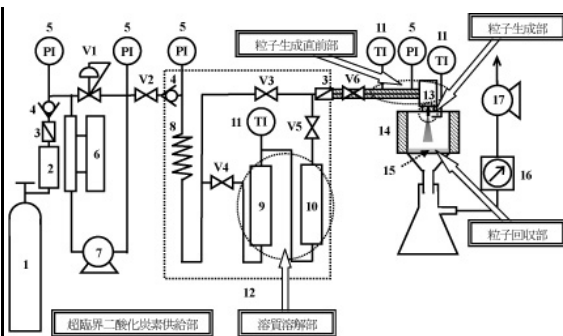 5
PI
V1
5
PI
V2
5
PI
粒子生成直前部
11
TI
5
PI
粒子生成部
11
TI
4
3
2
6
7
1
4
8
V3
3
V6
13
17
V5
11
TI
V4
9
10
14
15
16
12
粒子回収部
超臨界二酸化炭素供給部
溶質溶解部